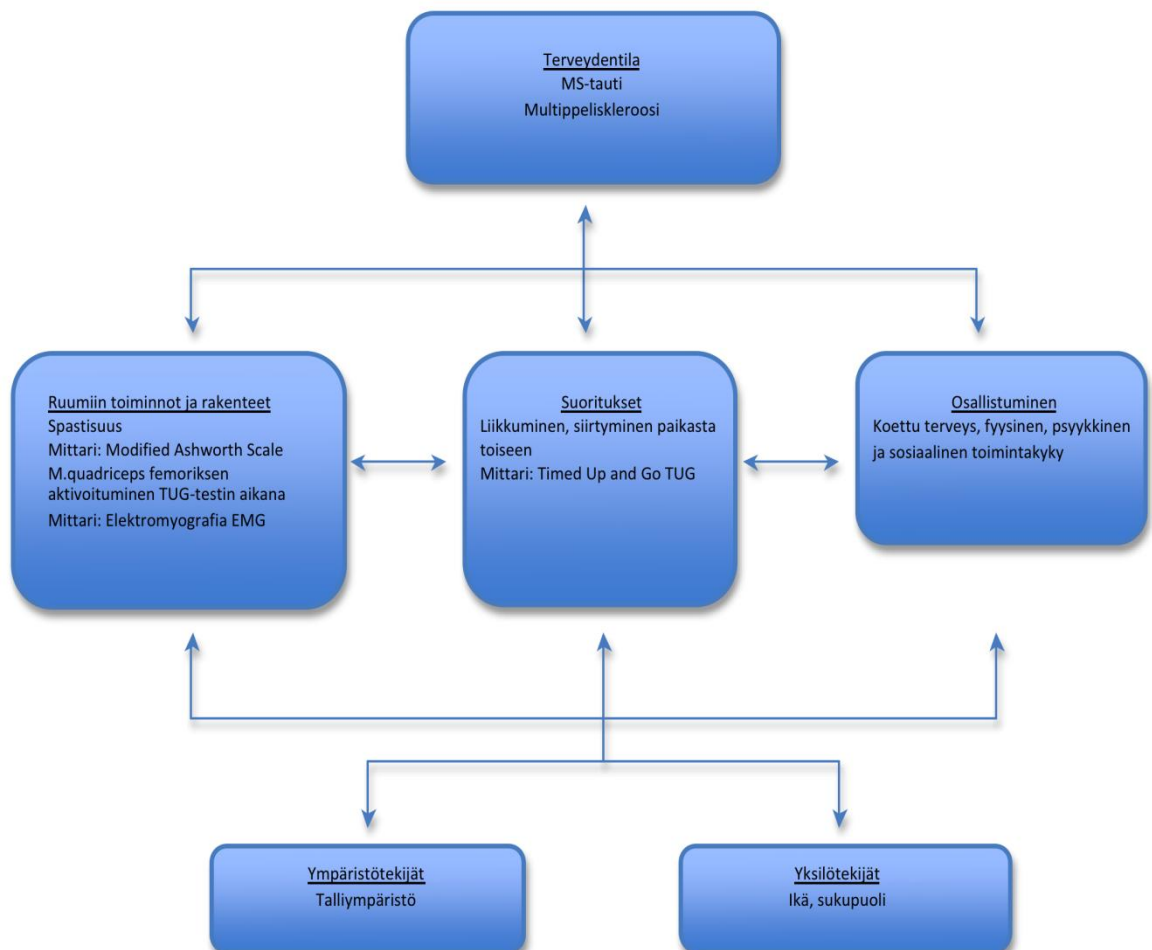 Terveydentila
MS-tauti
Multippeliskleroosi
Ruumiin toiminnot ja rakenteet
Spastisuus
Mittari: Modified Ashworth Scale
M.quadriceps femoriksen
aktivoituminen TUG-testin aikana
Mittari: Elektromyografia EMG
Suoritukset
Liikkuminen, siirtyminen paikasta
toiseen
Mittari: Timed Up and Go TUG
Osallistuminen
Koettu terveys, fyysinen, psyykkinen
ja sosiaalinen toimintakyky
Ympäristötekijät
Talliympäristö
Yksilötekijät
Ikä, sukupuoli